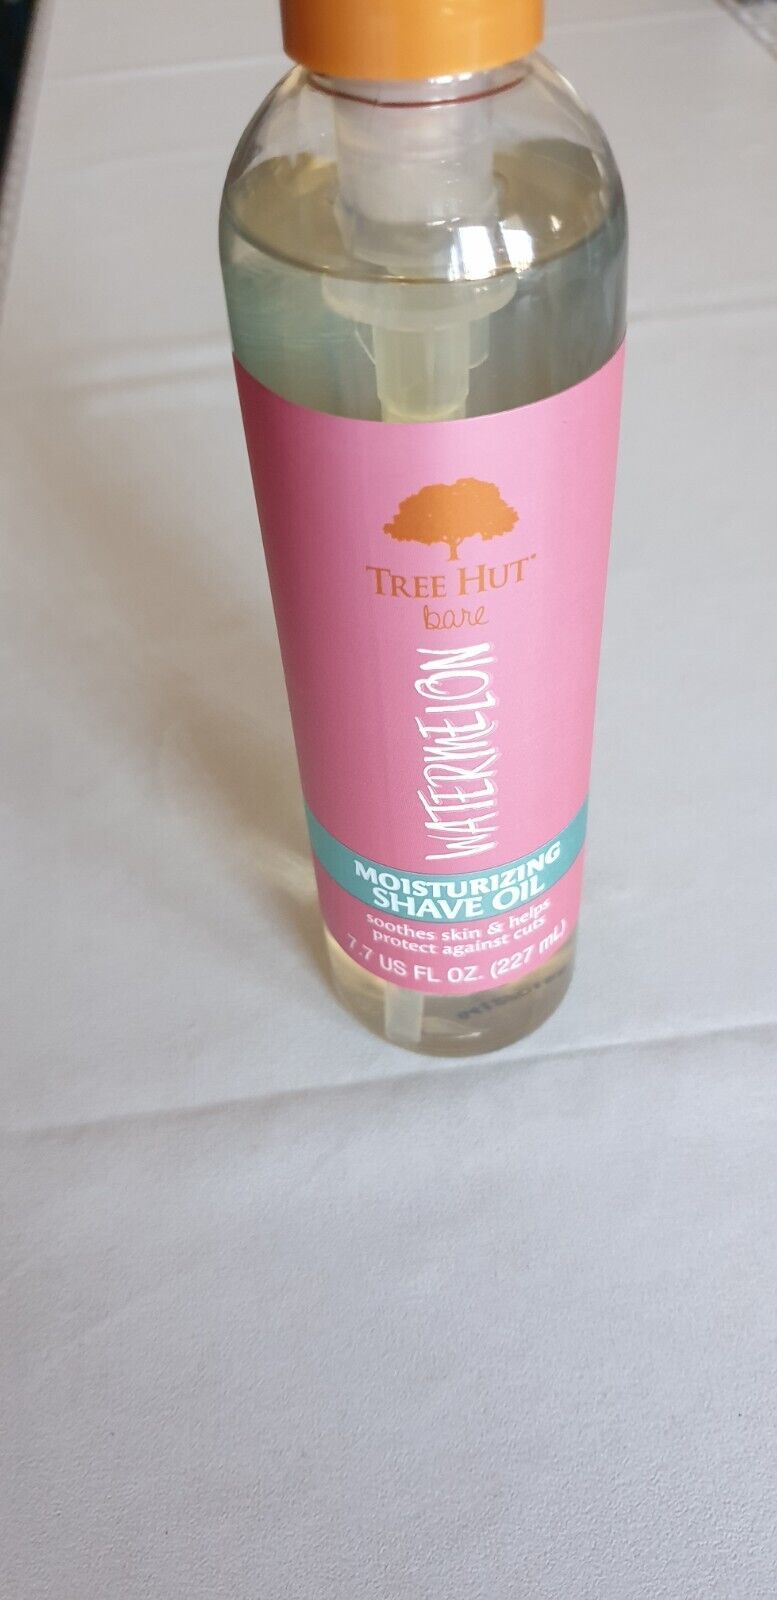 TREE HUT
bare
WATERMELON
MOISTURIZING
SHAVE OIL
soothes skin & helps
protect against cuts
7.7 US FL OZ. (227 mL)